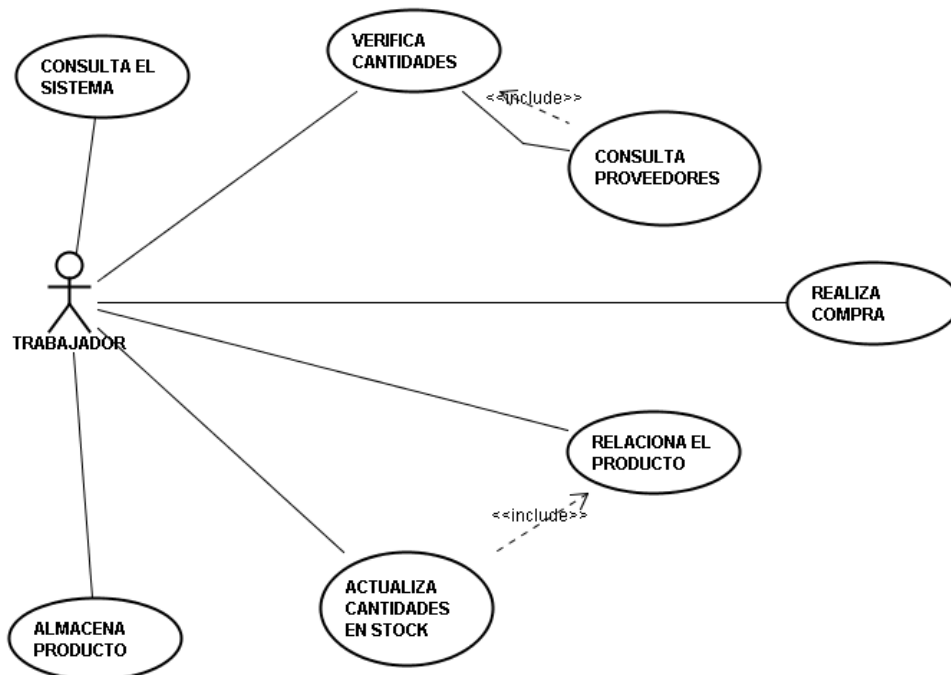 CONSULTA EL
SISTEMA
VERIFICA
CANTIDADES
<<include>>
CONSULTA
PROVEEDORES
REALIZA
COMPRA
TRABAJADOR
RELACIONA EL
PRODUCTO
<<include>>
ACTUALIZA
CANTIDADES
EN STOCK
ALMACENA
PRODUCTO